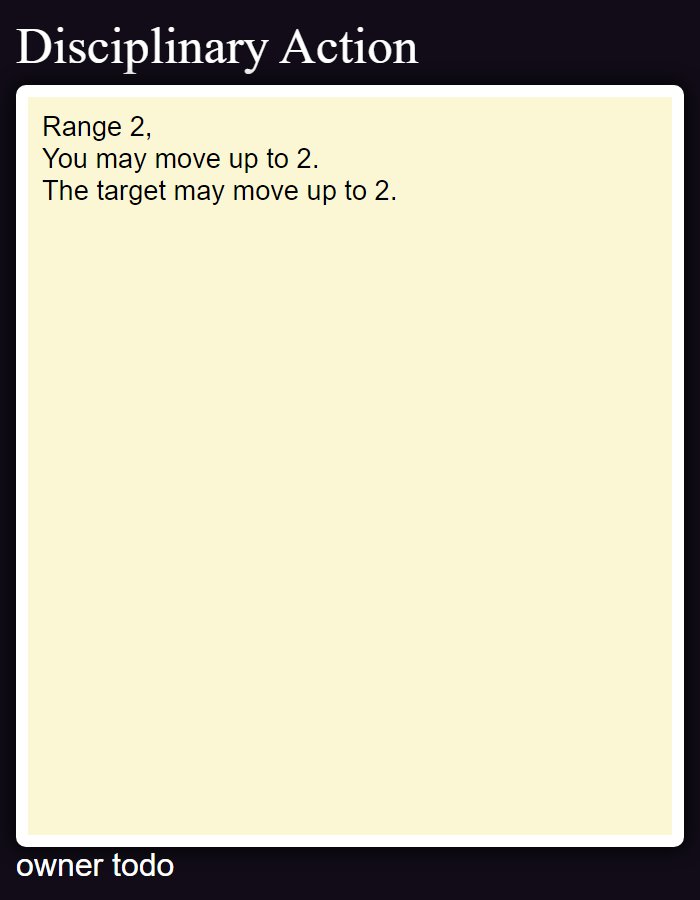 Disciplinary Action
Range 2,
You may move up to 2.
The target may move up to 2.
owner todo